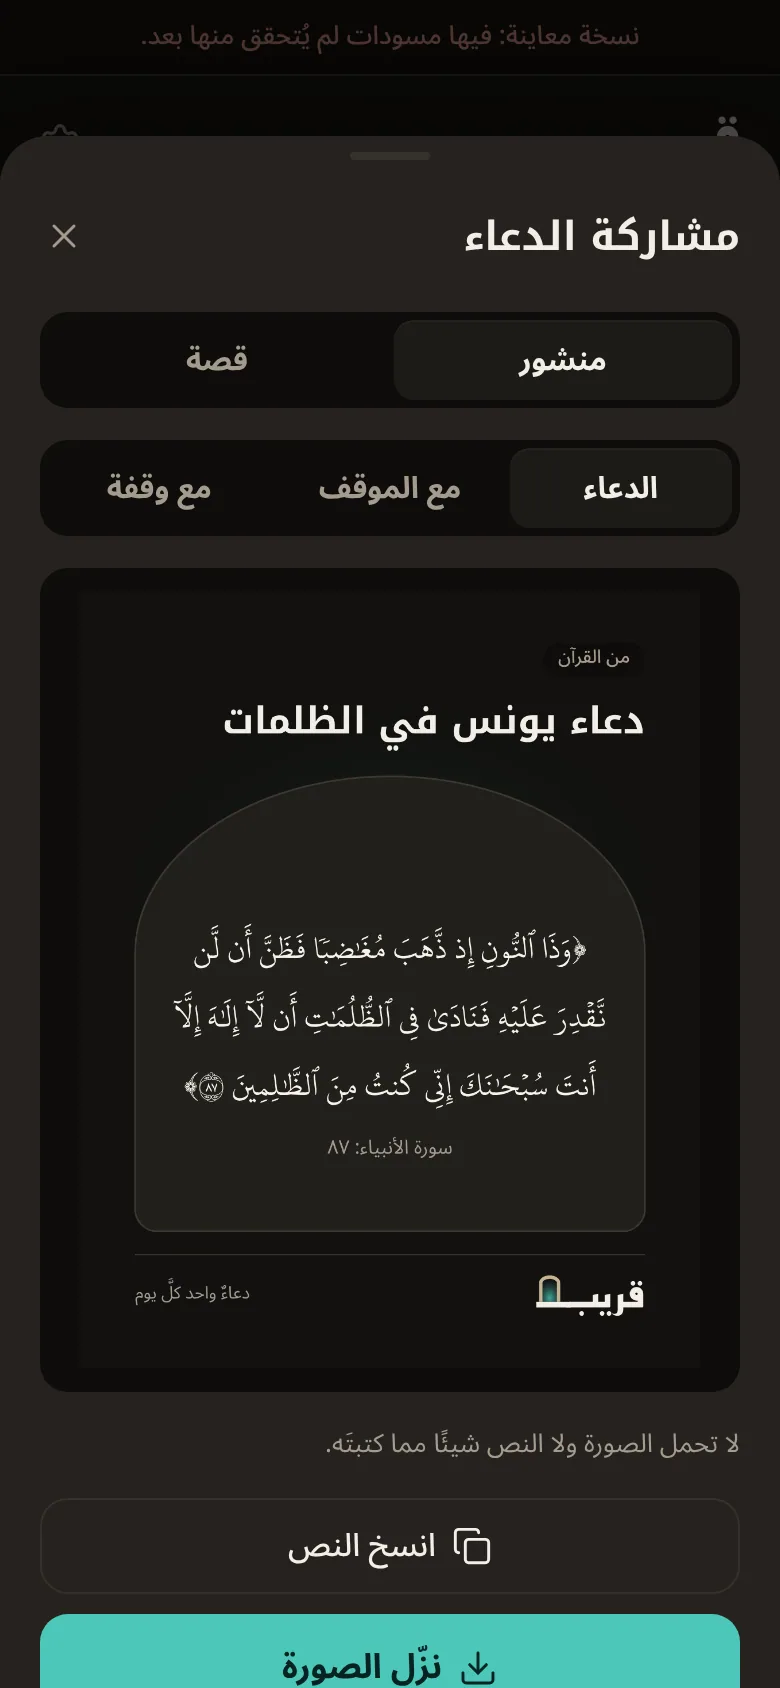 نسخة معاينة: فيها مسودات لم يُتحقق منها بعد.
مشاركة الدعاء
منشور
قصة
الدعاء
مع الموقف
مع وقفة
من القرآن
دعاء يونس في الظلمات
﴿وَذَا ٱلنُّونِ إِذ ذَّهَبَ مُغَـٰضِبًۭا فَظَنَّ أَن لَّن
نَّقْدِرَ عَلَيْهِ فَنَادَىٰ فِى ٱلظُّلُمَـٰتِ أَن لَّآ إِلَـٰهَ إِلَّآ
أَنتَ سُبْحَـٰنَكَ إِنِّى كُنتُ مِنَ ٱلظَّـٰلِمِينَ ٨٧﴾
سورة الأنبياء: ٨٧
قريب
دعاءٌ واحد كلَّ يوم
لا تحمل الصورة ولا النص شيئًا مما كتبتَه.
انسخ النص
نزّل الصورة